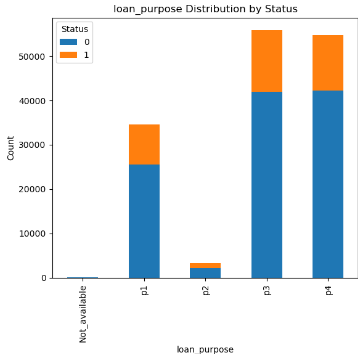 loan_purpose Distribution by Status
Status
0
1
50000
40000
30000
20000
10000
0
Count
Not_available
p1
p2
p3
p4
loan_purpose